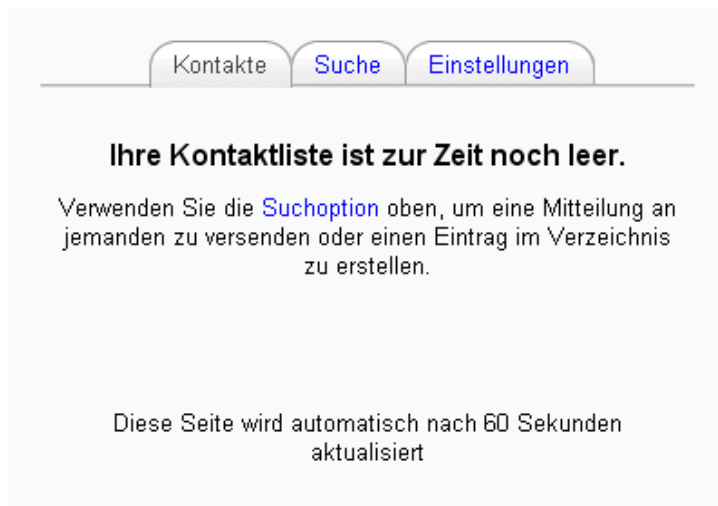 Kontakte Suche Einstellungen
Ihre Kontaktliste ist zur Zeit noch leer.
Verwenden Sie die Suchoption oben, um eine Mitteilung an
jemanden zu versenden oder einen Eintrag im Verzeichnis
zu erstellen.
Diese Seite wird automatisch nach 60 Sekunden
aktualisiert